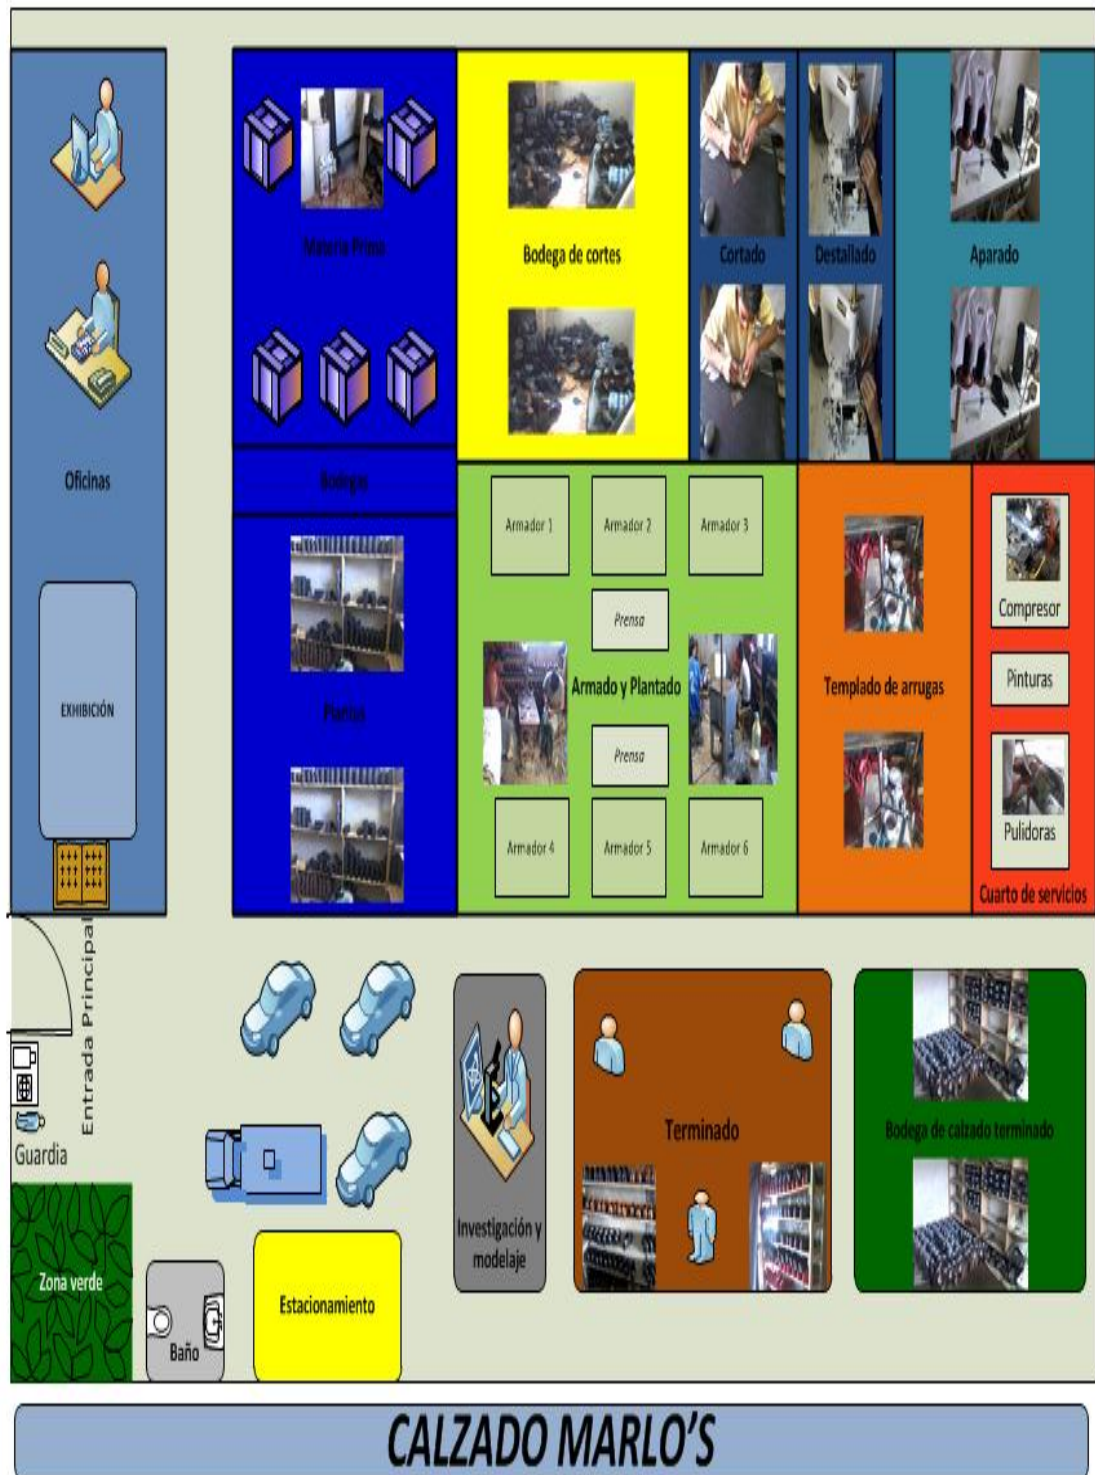 Materia Prima
Bodega de cortes
Cortado
Destallado
Aparado
Oficinas
Bodegas
Armador 1
Armador 2
Armador 3
Compresor
Prensa
Armado y Plantado
Templado de arrugas
Pinturas
EXHIBICIÓN
Plantas
Prensa
Armador 4
Armador 5
Armador 6
Pulidoras
Cuarto de servicios
Entrada Principal
Guardia
Terminado
Bodega de calzado terminado
Investigación y
modelaje
Zona verde
Estacionamiento
Baño
CALZADO MARLO'S